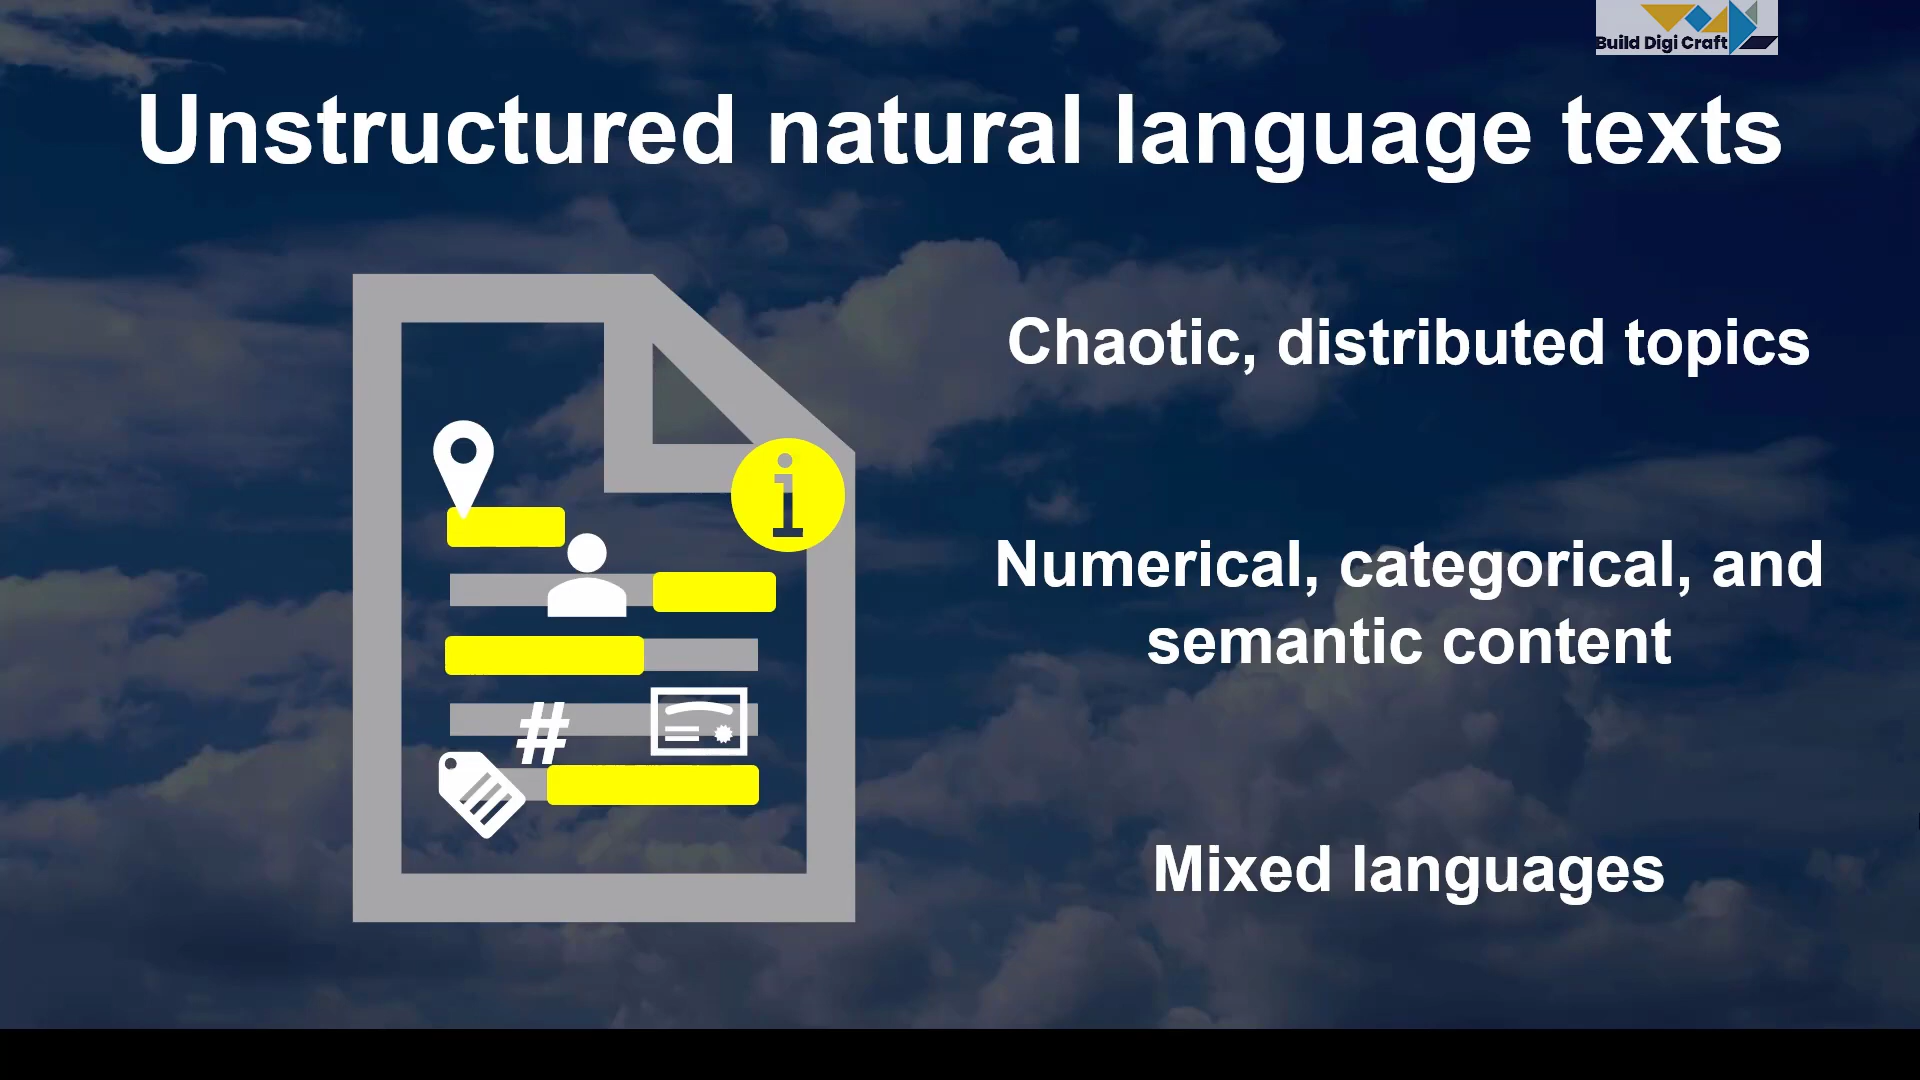 Build Digi Craft
Unstructured natural language texts
Chaotic, distributed topics
Numerical, categorical, and
semantic content
Mixed languages
i
#